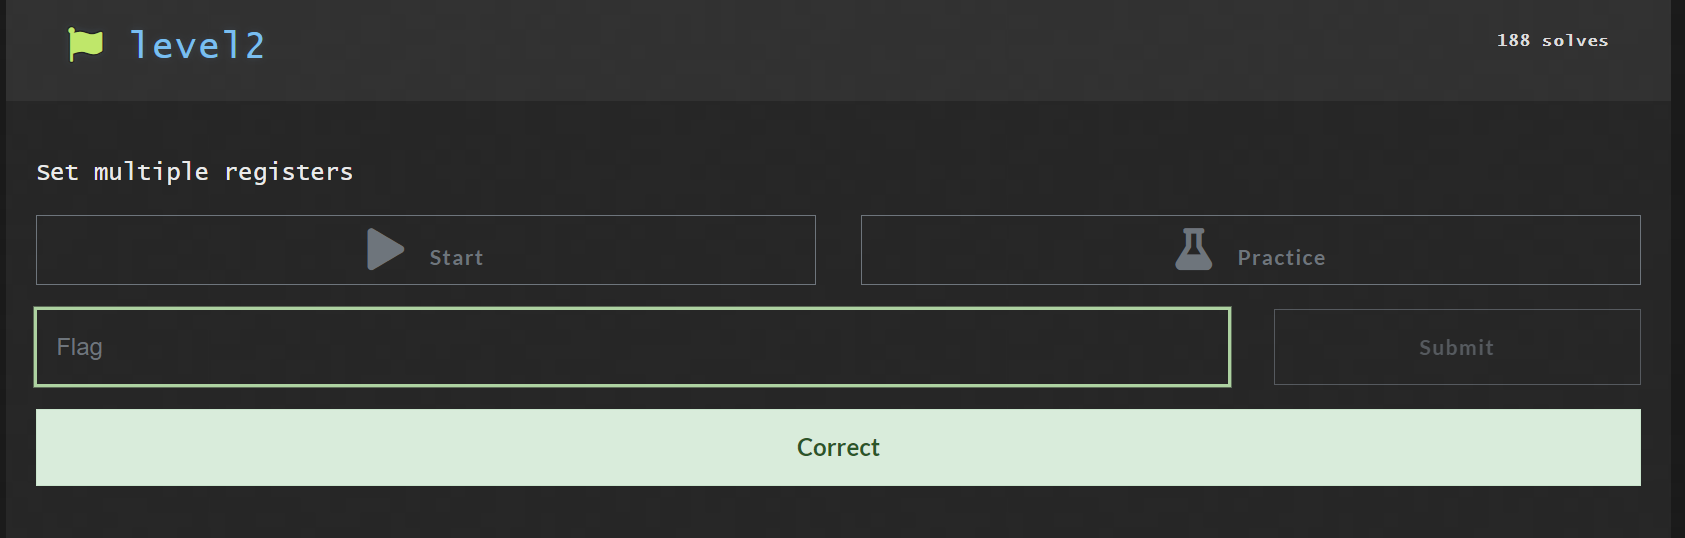 level2
188 solves
Set multiple registers
Start
Practice
Flag
Submit
Correct